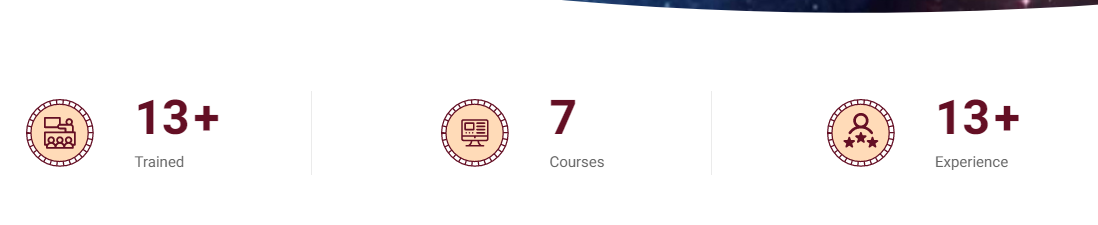 13+
Trained
7
Courses
13+
Experience